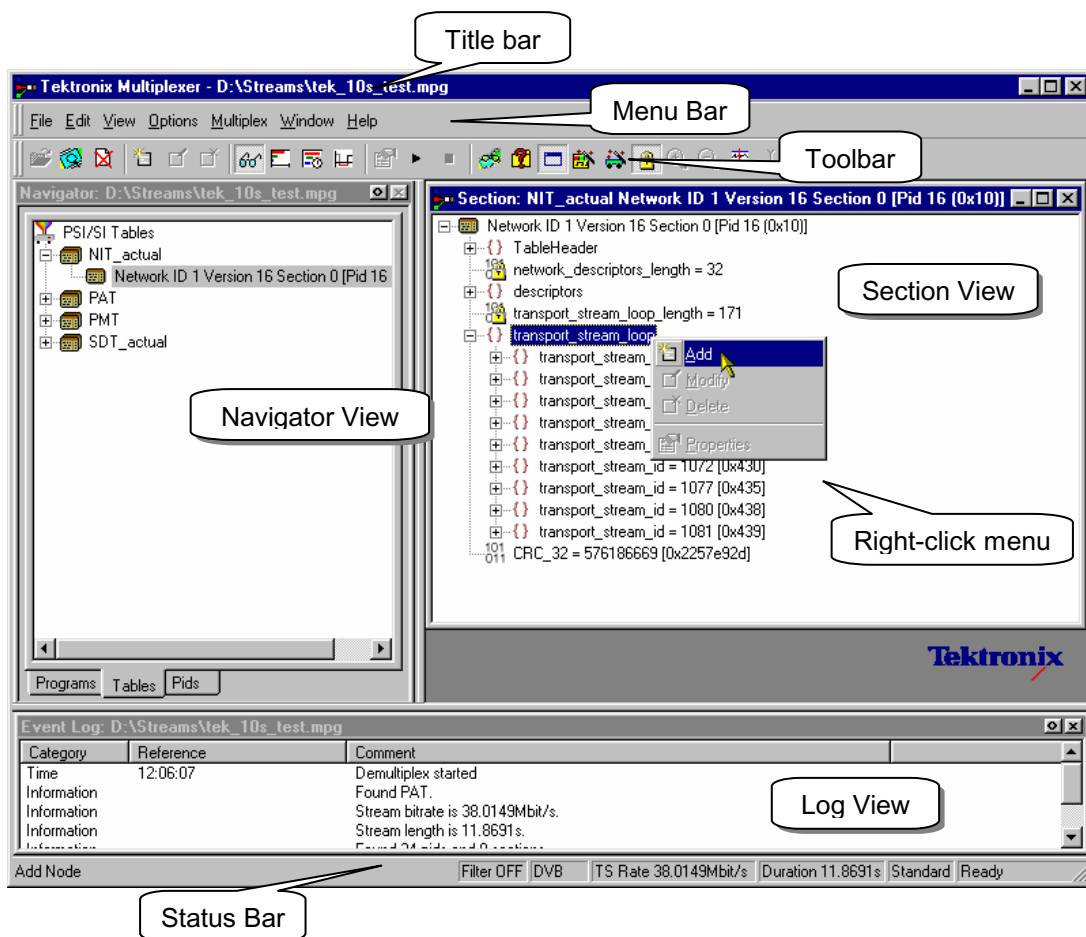 Title bar
Tektronix Multiplexer - D:\Streams\tek_10s_test.mpg
Menu Bar
File Edit View Options Multiplex Window Help
Toolbar
Navigator: D:\Streams\tek_10s_test.mpg
PSI/SI Tables
NIT_actual
Network ID 1 Version 16 Section 0 [Pid 16
PAT
PMT
SDT_actual
Navigator View
Programs Tables Pids
Section: NIT_actual Network ID 1 Version 16 Section 0 [Pid 16 (0x10)]
Network ID 1 Version 16 Section 0 [Pid 16 (0x10)]
TableHeader
network_descriptors_length = 32
descriptors
transport_stream_loop_length = 171
transport_stream_loop
transport_stream_
transport_stream_
transport_stream_
transport_stream_
transport_stream_
transport_stream_id = 1072 [0x430]
transport_stream_id = 1077 [0x435]
transport_stream_id = 1080 [0x438]
transport_stream_id = 1081 [0x439]
CRC_32 = 576186669 [0x2257e92d]
Add
Modify
Delete
Properties
Section View
Right-click menu
Tektronix
Event Log: D:\Streams\tek_10s_test.mpg
Category Reference Comment
Time 12:06:07 Demultiplex started
Information Found PAT.
Information Stream bitrate is 38.0149Mbit/s.
Information Stream length is 11.8691s.
Log View
Add Node Filter OFF DVB TS Rate 38.0149Mbit/s Duration 11.8691s Standard Ready
Status Bar